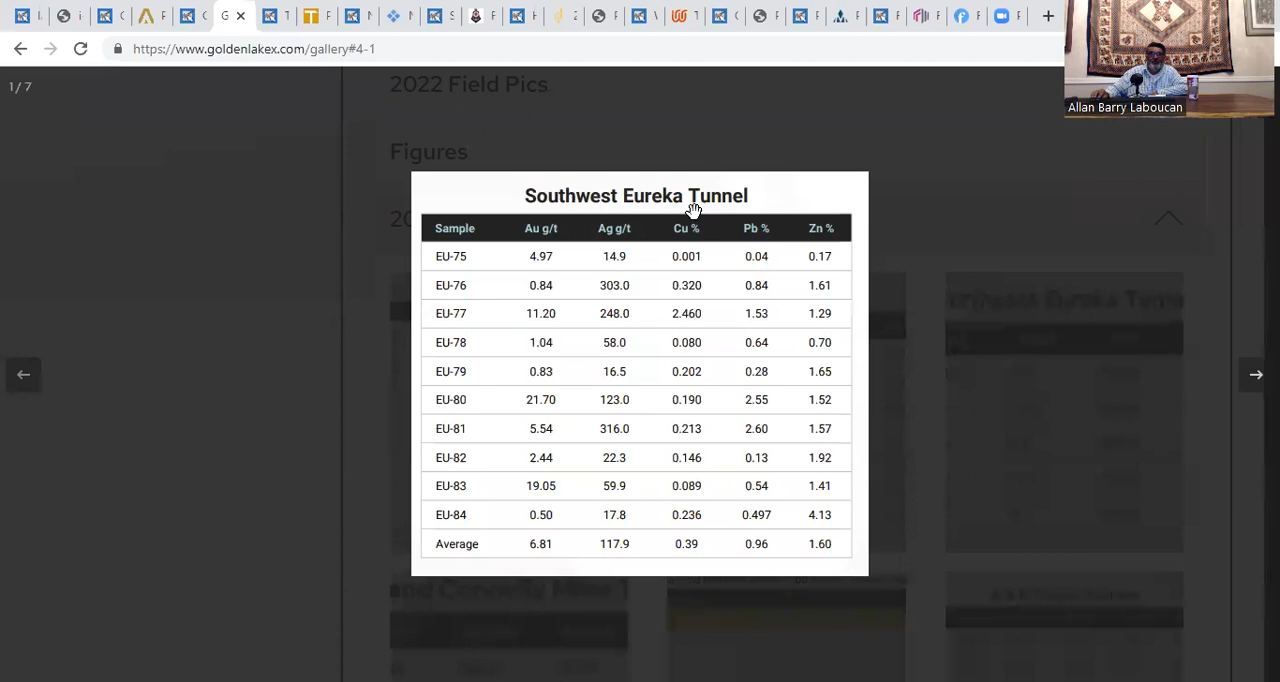 https://www.goldenlakex.com/gallery#4-1
Allan Barry Laboucan
1 / 7
2022 Field Pics
Figures
20
Southwest Eureka Tunnel
Sample Au g/t Ag g/t Cu % Pb % Zn %
EU-75 4.97 14.9 0.001 0.04 0.17
EU-76 0.84 303.0 0.320 0.84 1.61
EU-77 11.20 248.0 2.460 1.53 1.29
EU-78 1.04 58.0 0.080 0.64 0.70
EU-79 0.83 16.5 0.202 0.28 1.65
EU-80 21.70 123.0 0.190 2.55 1.52
EU-81 5.54 316.0 0.213 2.60 1.57
EU-82 2.44 22.3 0.146 0.13 1.92
EU-83 19.05 59.9 0.089 0.54 1.41
EU-84 0.50 17.8 0.236 0.497 4.13
Average 6.81 117.9 0.39 0.96 1.60